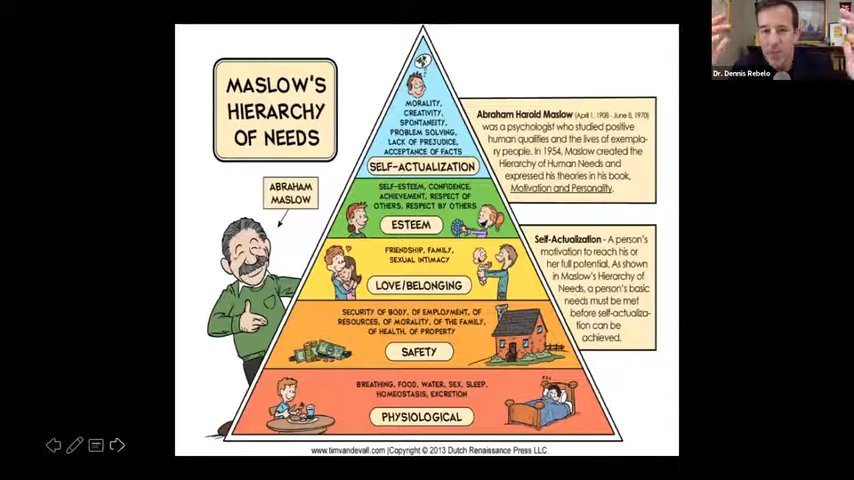 Dr. Dennis Rebelo
MASLOW'S
HIERARCHY
OF NEEDS
ABRAHAM
MASLOW
MORALITY,
CREATIVITY,
SPONTANEITY,
PROBLEM SOLVING,
LACK OF PREJUDICE,
ACCEPTANCE OF FACTS
SELF-ACTUALIZATION
SELF-ESTEEM, CONFIDENCE,
ACHIEVEMENT, RESPECT OF
OTHERS, RESPECT BY OTHERS
ESTEEM
FRIENDSHIP, FAMILY,
SEXUAL INTIMACY
LOVE/BELONGING
SECURITY OF BODY, OF EMPLOYMENT, OF
RESOURCES, OF MORALITY, OF THE FAMILY,
OF HEALTH, OF PROPERTY
SAFETY
BREATHING, FOOD, WATER, SEX, SLEEP,
HOMEOSTASIS, EXCRETION
PHYSIOLOGICAL
Abraham Harold Maslow (April 1, 1908 - June 8, 1970)
was a psychologist who studied positive
human qualities and the lives of exempla-
ry people. In 1954, Maslow created the
Hierarchy of Human Needs and
expressed his theories in his book,
Motivation and Personality.
Self-Actualization - A person's
motivation to reach his or
her full potential. As shown
in Maslow's Hierarchy of
Needs, a person's basic
needs must be met
before self-actualiza-
tion can be
achieved.
www.timvandevall.com |Copyright © 2013 Dutch Renaissance Press LLC.